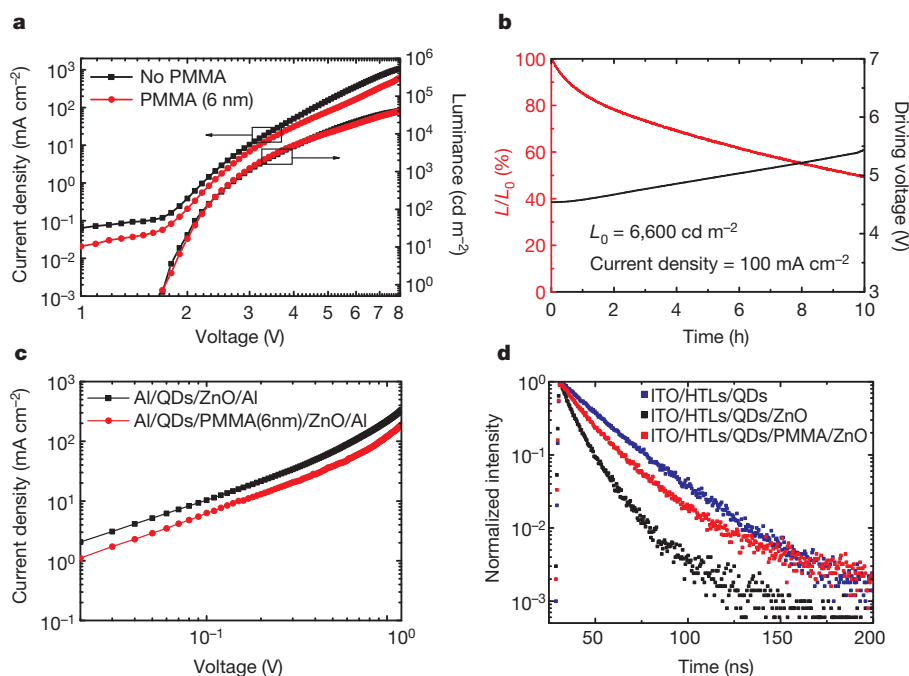 a
No PMMA
PMMA (6 nm)
Current density (mA cm⁻²)
10³
10²
10¹
10⁰
10⁻¹
10⁻²
10⁻³
1 2 3 4 5 6 7 8
Voltage (V)
10⁶
10⁵
10⁴
10³
10²
10¹
10⁰
Luminance (cd m⁻²)
b
L/L₀ (%)
100
80
60
40
20
0
0 2 4 6 8 10
Time (h)
7
6
5
4
3
Driving voltage (V)
L₀ = 6,600 cd m⁻²
Current density = 100 mA cm⁻²
c
Al/QDs/ZnO/Al
Al/QDs/PMMA(6nm)/ZnO/Al
Current density (mA cm⁻²)
10³
10²
10¹
10⁰
10⁻¹
10⁻¹ 10⁰
Voltage (V)
d
ITO/HTLs/QDs
ITO/HTLs/QDs/ZnO
ITO/HTLs/QDs/PMMA/ZnO
Normalized intensity
10⁰
10⁻¹
10⁻²
10⁻³
50 100 150 200
Time (ns)